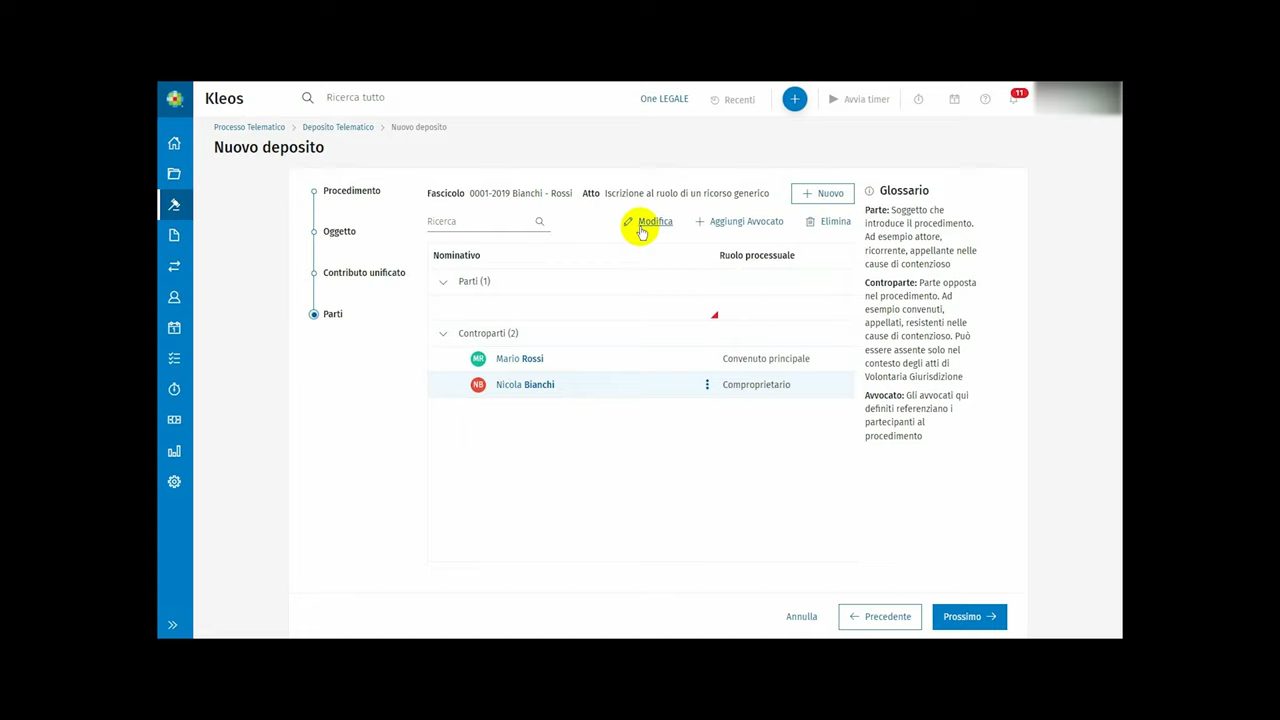 Kleos
Ricerca tutto
One LEGALE
Recenti
Avvia timer
11
Processo Telematico > Deposito Telematico > Nuovo deposito
Nuovo deposito
Procedimento
Oggetto
Contributo unificato
Parti
Fascicolo 0001-2019 Bianchi - Rossi Atto Iscrizione al ruolo di un ricorso generico
+ Nuovo
Ricerca
Modifica
+ Aggiungi Avvocato
Elimina
Nominativo Ruolo processuale
Parti (1)
Controparti (2)
MR Mario Rossi Convenuto principale
NB Nicola Bianchi Comproprietario
Glossario
Parte: Soggetto che
introduce il procedimento.
Ad esempio attore,
ricorrente, appellante nelle
cause di contenzioso
Controparte: Parte opposta
nel procedimento. Ad
esempio convenuti,
appellati, resistenti nelle
cause di contenzioso. Può
essere assente solo nel
contesto degli atti di
Volontaria Giurisdizione
Avvocato: Gli avvocati qui
definiti referenziano i
partecipanti al
procedimento
Annulla
Precedente
Prossimo